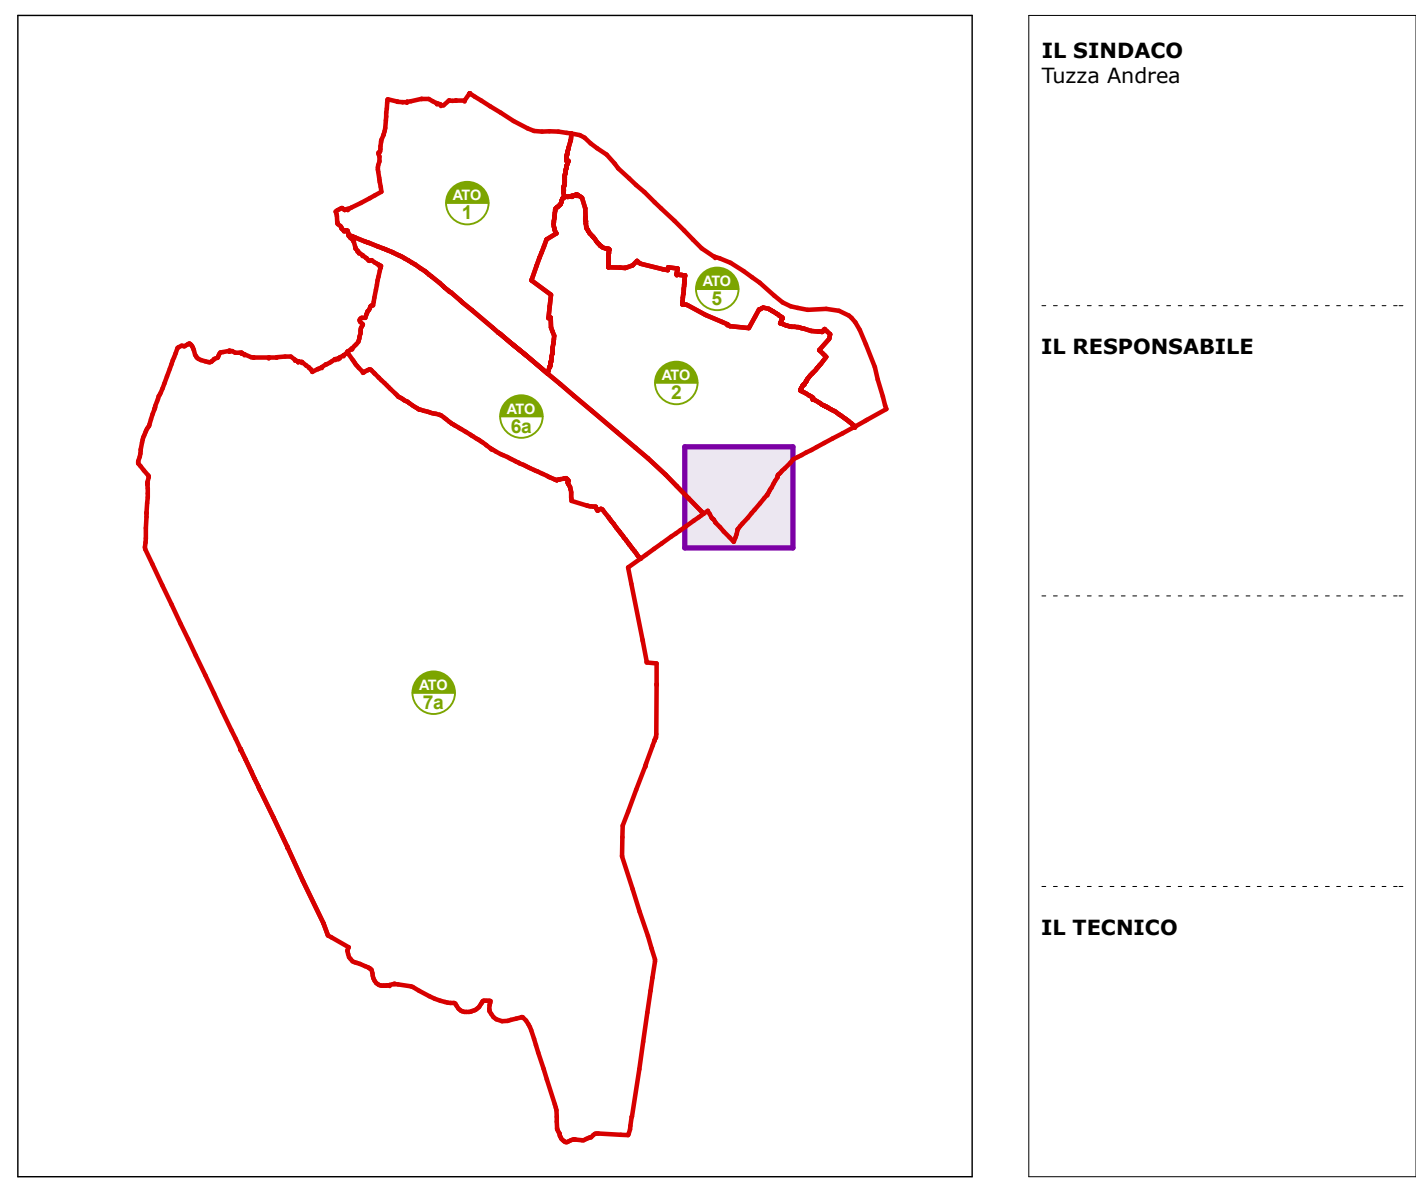 ATO
1
ATO
5
ATO
2
ATO
6a
ATO
7a
IL SINDACO
Tuzza Andrea
IL RESPONSABILE
IL TECNICO